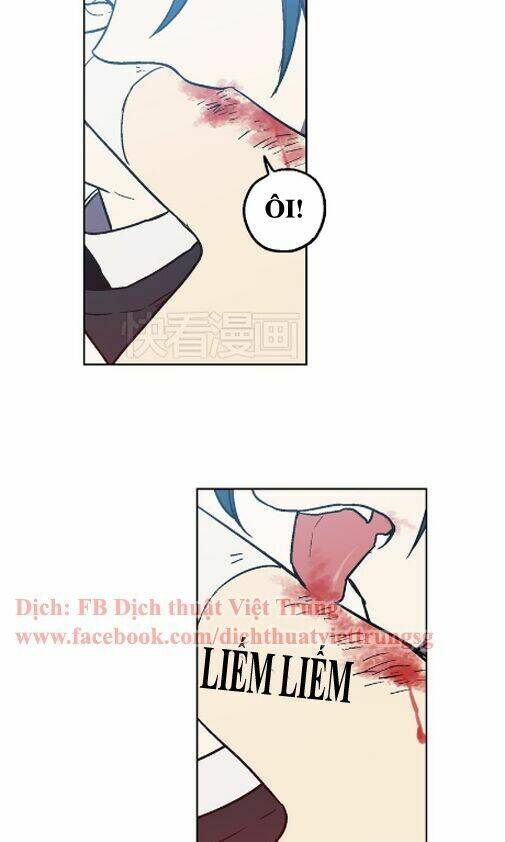 ÔI!
快看漫画
Dịch: FB Dịch thuật Việt Trung
www.facebook.com/dichthuatviettrungsg
LIẾM LIẾM